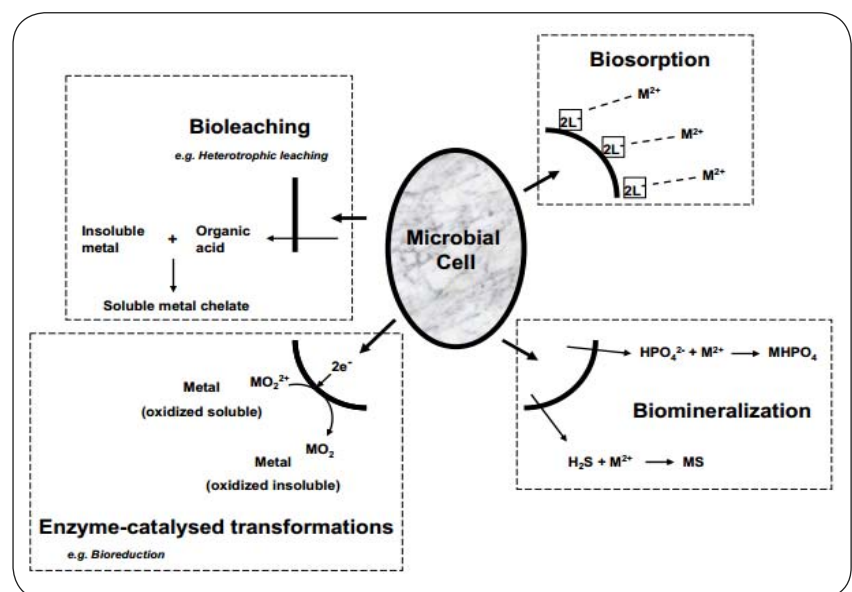 Bioleaching
e.g. Heterotrophic leaching
Insoluble
metal
+
Organic
acid
Soluble metal chelate
Biosorption
2L⁻
M²⁺
2L⁻
M²⁺
2L⁻
M²⁺
Microbial
Cell
2e⁻
MO₂²⁺
Metal
(oxidized soluble)
MO₂
Metal
(oxidized insoluble)
Enzyme-catalysed transformations
e.g. Bioreduction
HPO₄²⁻ + M²⁺ MHPO₄
Biomineralization
H₂S + M²⁺ MS